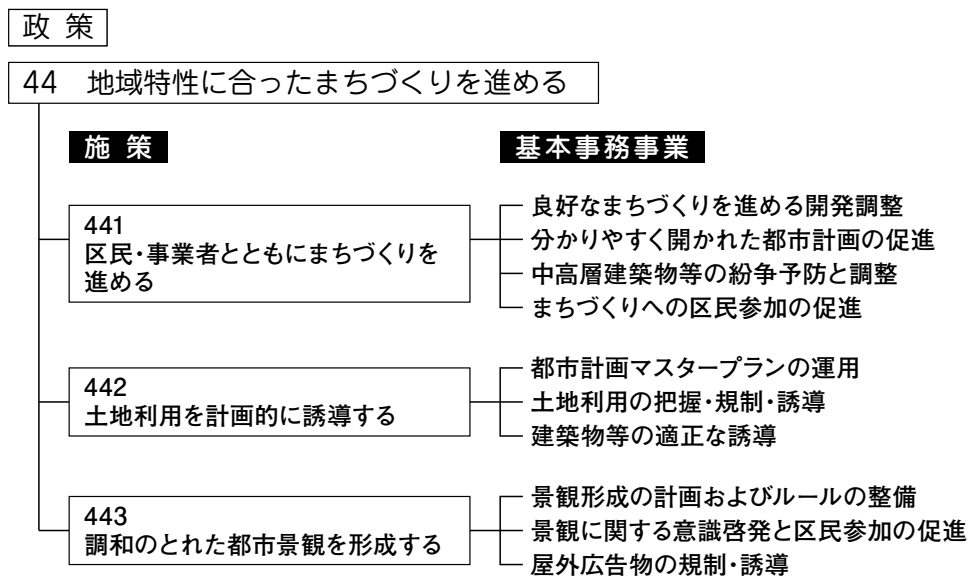 政 策
44 地域特性に合ったまちづくりを進める
施 策
基本事務事業
441
区民・事業者とともにまちづくりを
進める
良好なまちづくりを進める開発調整
分かりやすく開かれた都市計画の促進
中高層建築物等の紛争予防と調整
まちづくりへの区民参加の促進
442
土地利用を計画的に誘導する
都市計画マスタープランの運用
土地利用の把握・規制・誘導
建築物等の適正な誘導
443
調和のとれた都市景観を形成する
景観形成の計画およびルールの整備
景観に関する意識啓発と区民参加の促進
屋外広告物の規制・誘導